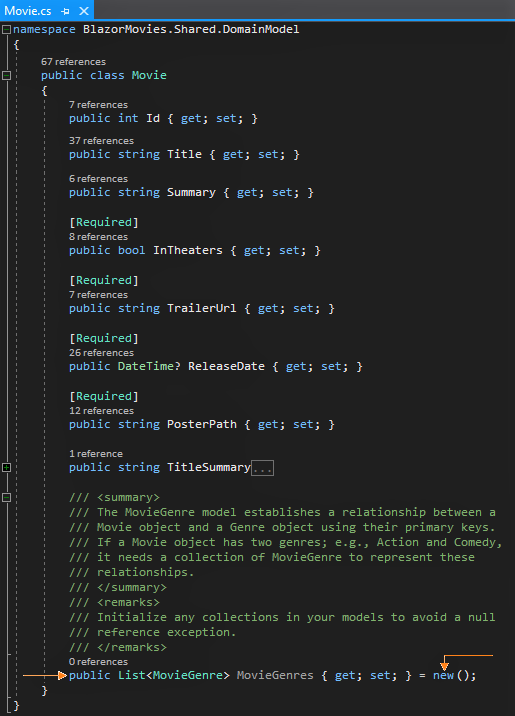 Movie.cs
namespace BlazorMovies.Shared.DomainModel
{
67 references
public class Movie
{
7 references
public int Id { get; set; }
37 references
public string Title { get; set; }
6 references
public string Summary { get; set; }
[Required]
8 references
public bool InTheaters { get; set; }
[Required]
7 references
public string TrailerUrl { get; set; }
[Required]
26 references
public DateTime? ReleaseDate { get; set; }
[Required]
12 references
public string PosterPath { get; set; }
1 reference
public string TitleSummary...
/// <summary>
/// The MovieGenre model establishes a relationship between a
/// Movie object and a Genre object using their primary keys.
/// If a Movie object has two genres; e.g., Action and Comedy,
/// it needs a collection of MovieGenre to represent these
/// relationships.
/// </summary>
/// <remarks>
/// Initialize any collections in your models to avoid a null
/// reference exception.
/// </remarks>
0 references
public List<MovieGenre> MovieGenres { get; set; } = new();
}
}